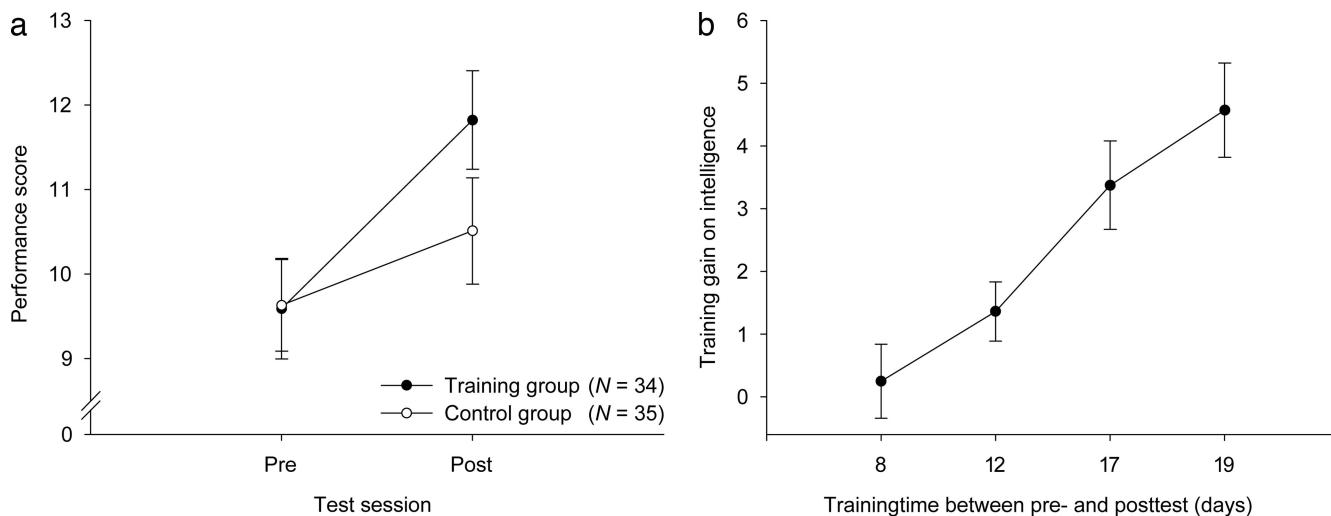 a
13
12
11
10
9
0
Performance score
Pre
Post
Test session
Training group (N = 34)
Control group (N = 35)
b
6
5
4
3
2
1
0
Training gain on intelligence
8
12
17
19
Trainingtime between pre- and posttest (days)